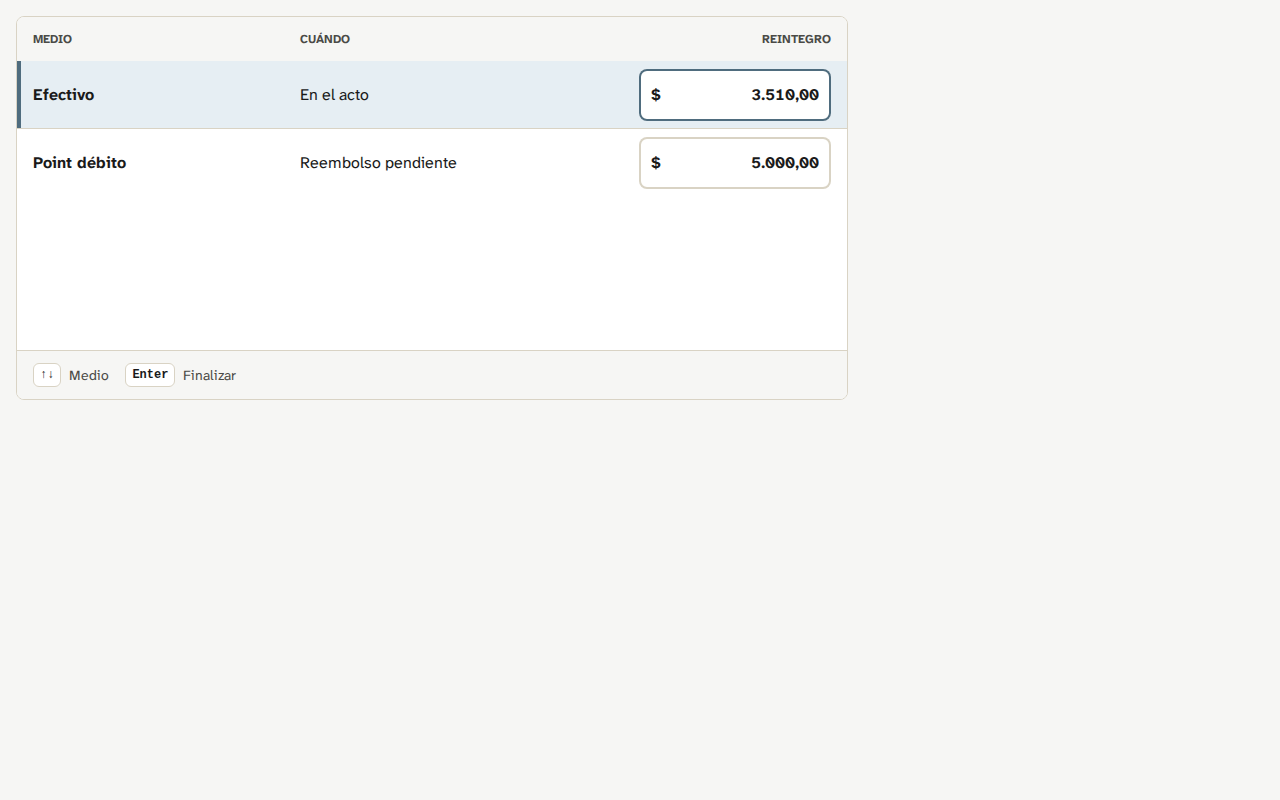 MEDIO CUÁNDO REINTEGRO
Efectivo En el acto $ 3.510,00
Point débito Reembolso pendiente $ 5.000,00
↑↓ Medio Enter Finalizar